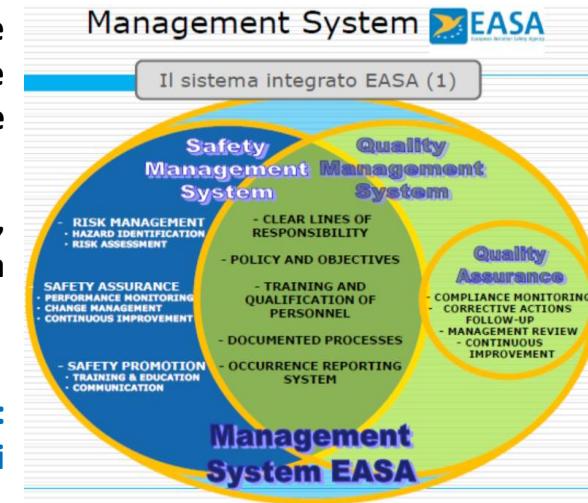 Management System EASA
European Aviation Safety Agency
Il sistema integrato EASA (1)
e
e
e
,
:
i
Safety
Management
System
- RISK MANAGEMENT
- HAZARD IDENTIFICATION
- RISK ASSESSMENT
SAFETY ASSURANCE
- PERFORMANCE MONITORING
- CHANGE MANAGEMENT
- CONTINUOUS IMPROVEMENT
- SAFETY PROMOTION
- TRAINING & EDUCATION
- COMMUNICATION
- CLEAR LINES OF
RESPONSIBILITY
- POLICY AND OBJECTIVES
- TRAINING AND
QUALIFICATION OF
PERSONNEL
- DOCUMENTED PROCESSES
- OCCURRENCE REPORTING
SYSTEM
Quality
Management
System
Quality
Assurance
- COMPLIANCE MONITORING
- CORRECTIVE ACTIONS
FOLLOW-UP
- MANAGEMENT REVIEW
- CONTINUOUS
IMPROVEMENT
Management
System EASA